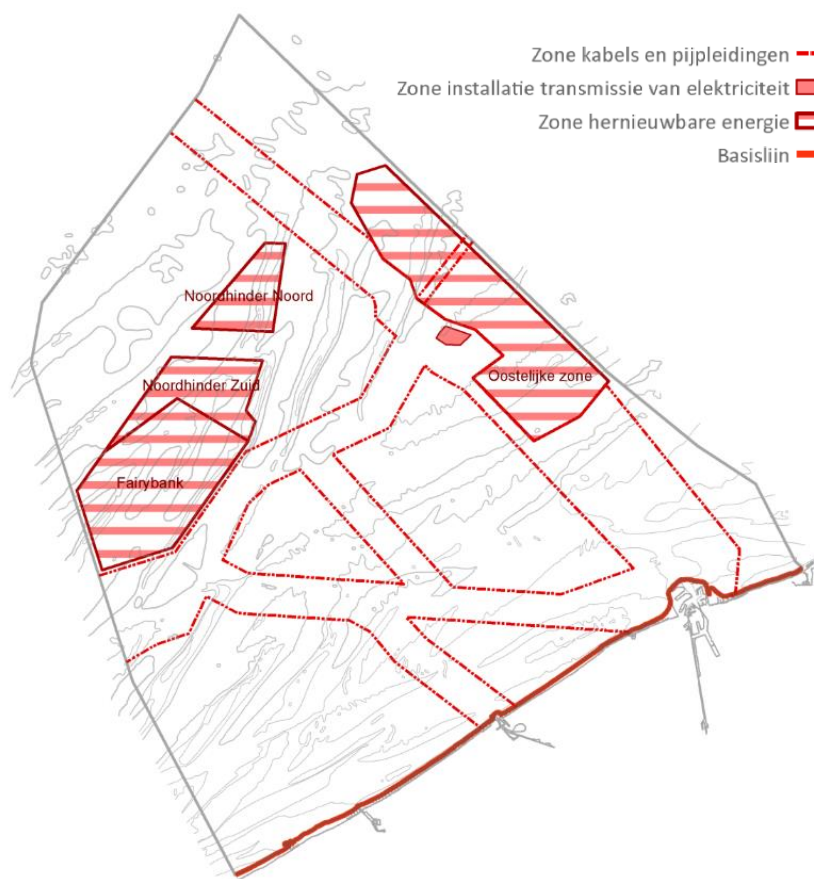 Zone kabels en pijpleidingen
Zone installatie transmissie van elektriciteit
Zone hernieuwbare energie
Basislijn
Noordhinder Noord
Noordhinder Zuid
Oostelijke zone
Fairybank